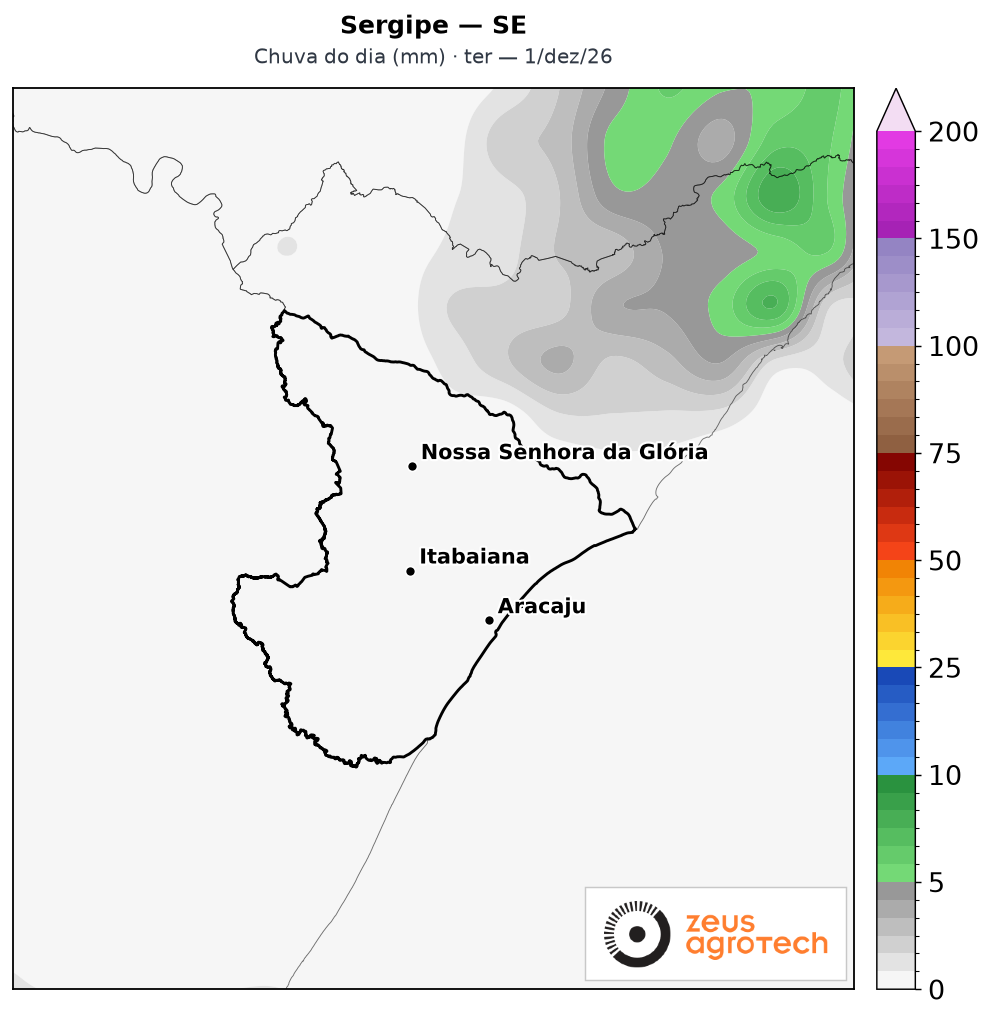 Sergipe — SE
Chuva do dia (mm) · ter — 1/dez/26
200
150
100
75
50
25
10
5
0
Nossa Senhora da Glória
Itabaiana
Aracaju
zeus
agrotech